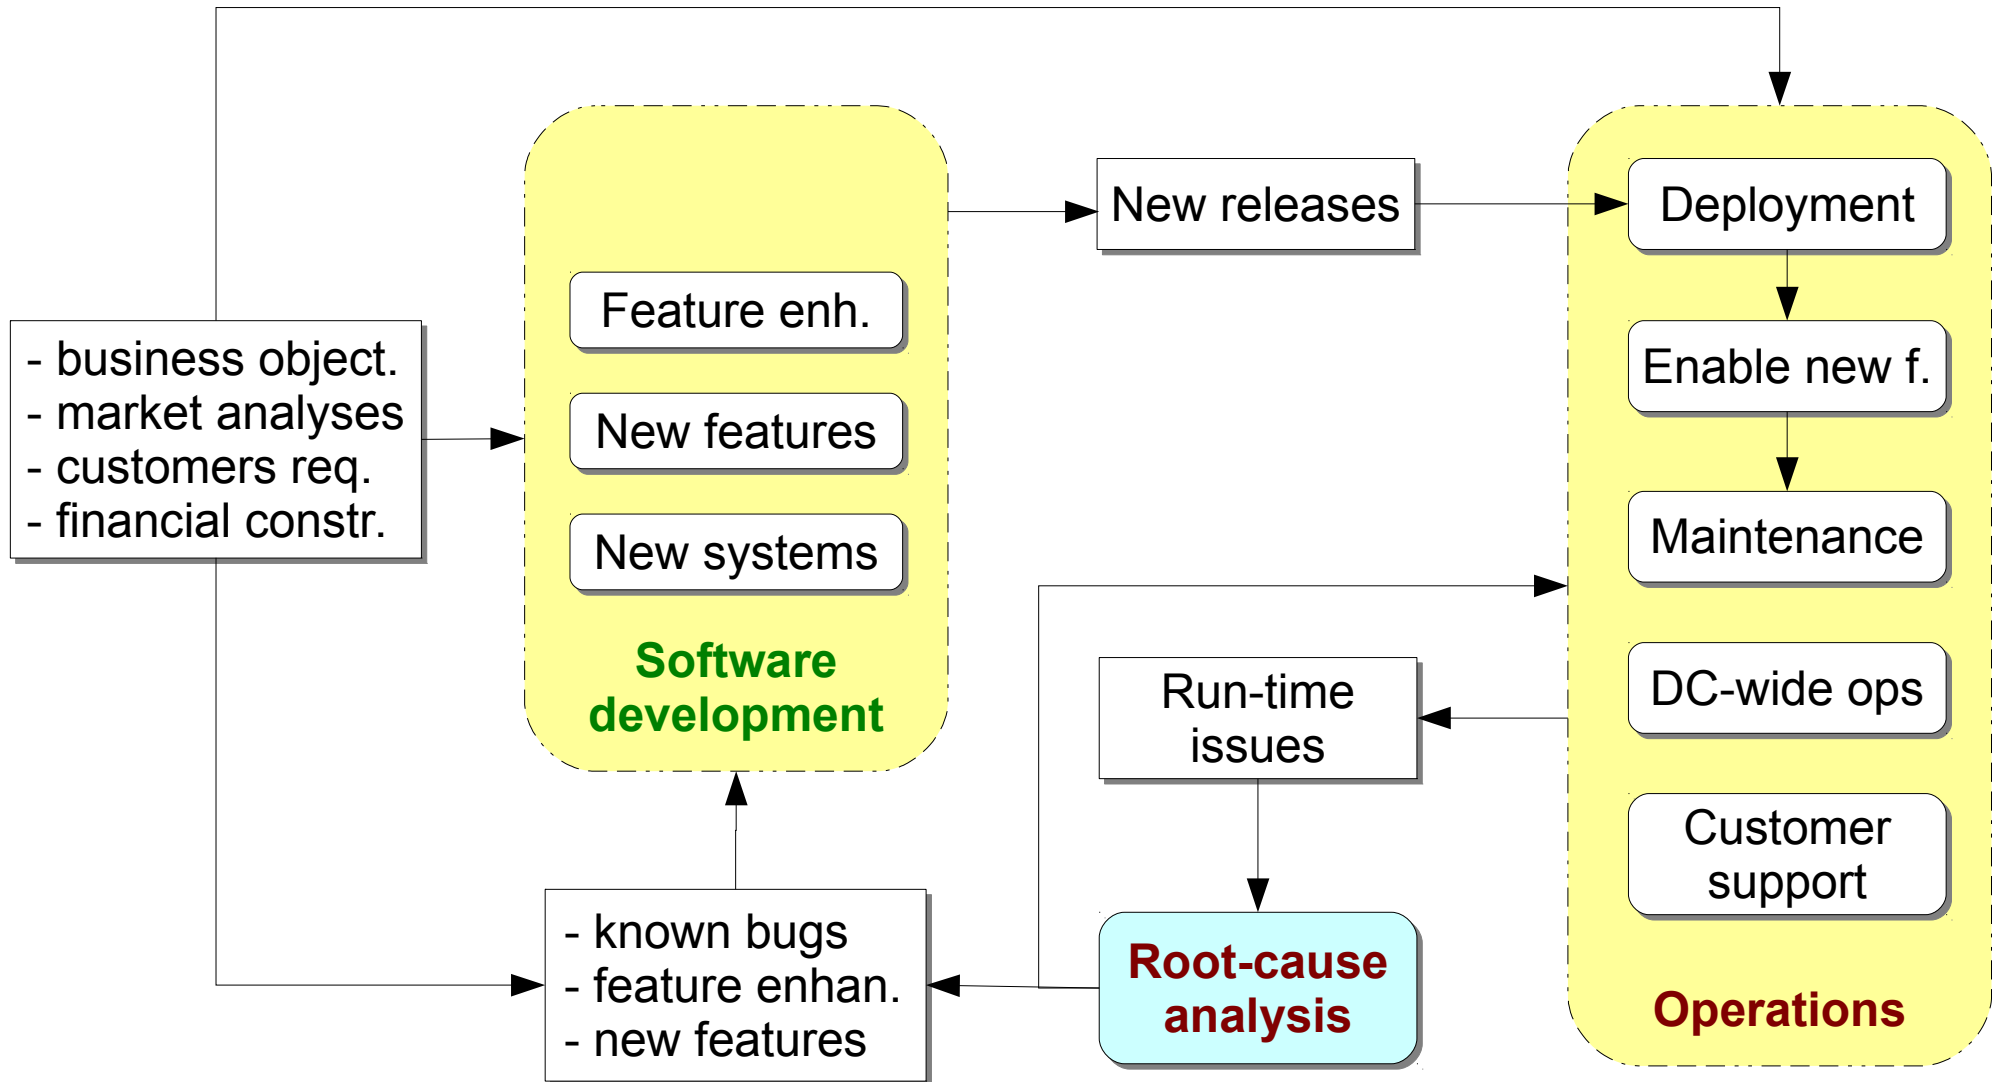 - business object.
- market analyses
- customers req.
- financial constr.
Feature enh.
New features
New systems
Software
development
New releases
Run-time
issues
- known bugs
- feature enhan.
- new features
Root-cause
analysis
Deployment
Enable new f.
Maintenance
DC-wide ops
Customer
support
Operations